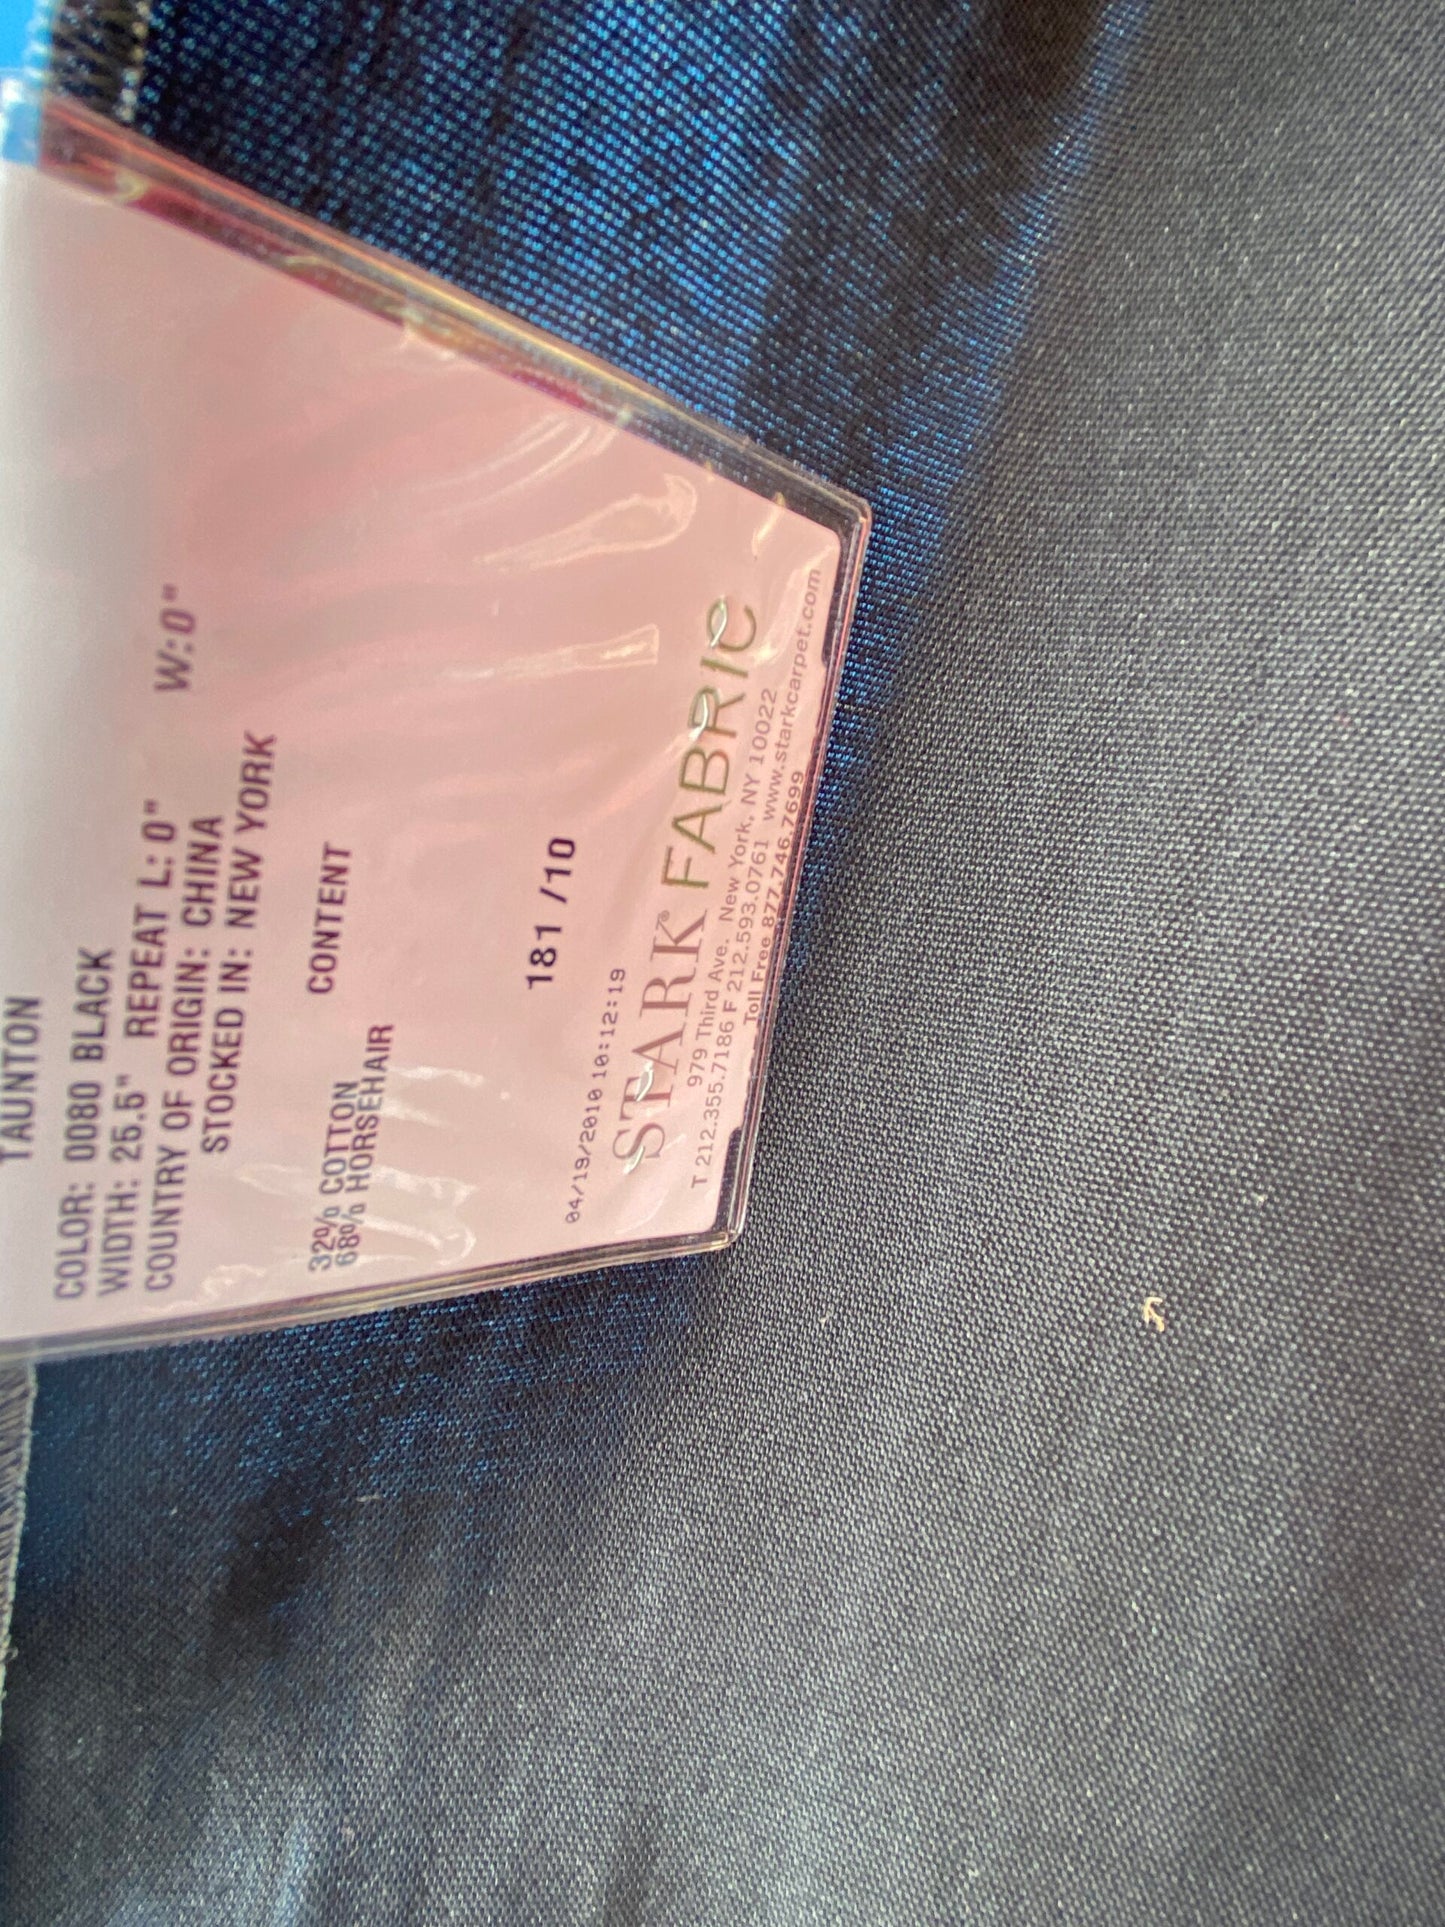 TAUNTON
COLOR: 0080 BLACK
WIDTH: 25.5" REPEAT L: 0" W:0"
COUNTRY OF ORIGIN: CHINA
STOCKED IN: NEW YORK
CONTENT
32% COTTON
68% HORSEHAIR
181 /10
04/19/2010 10:12:19
STARK® FABRIC
979 Third Ave. New York, NY 10022
T 212.355.7186 F 212.593.0761 www.starkcarpet.com
Toll Free 877.746.7699